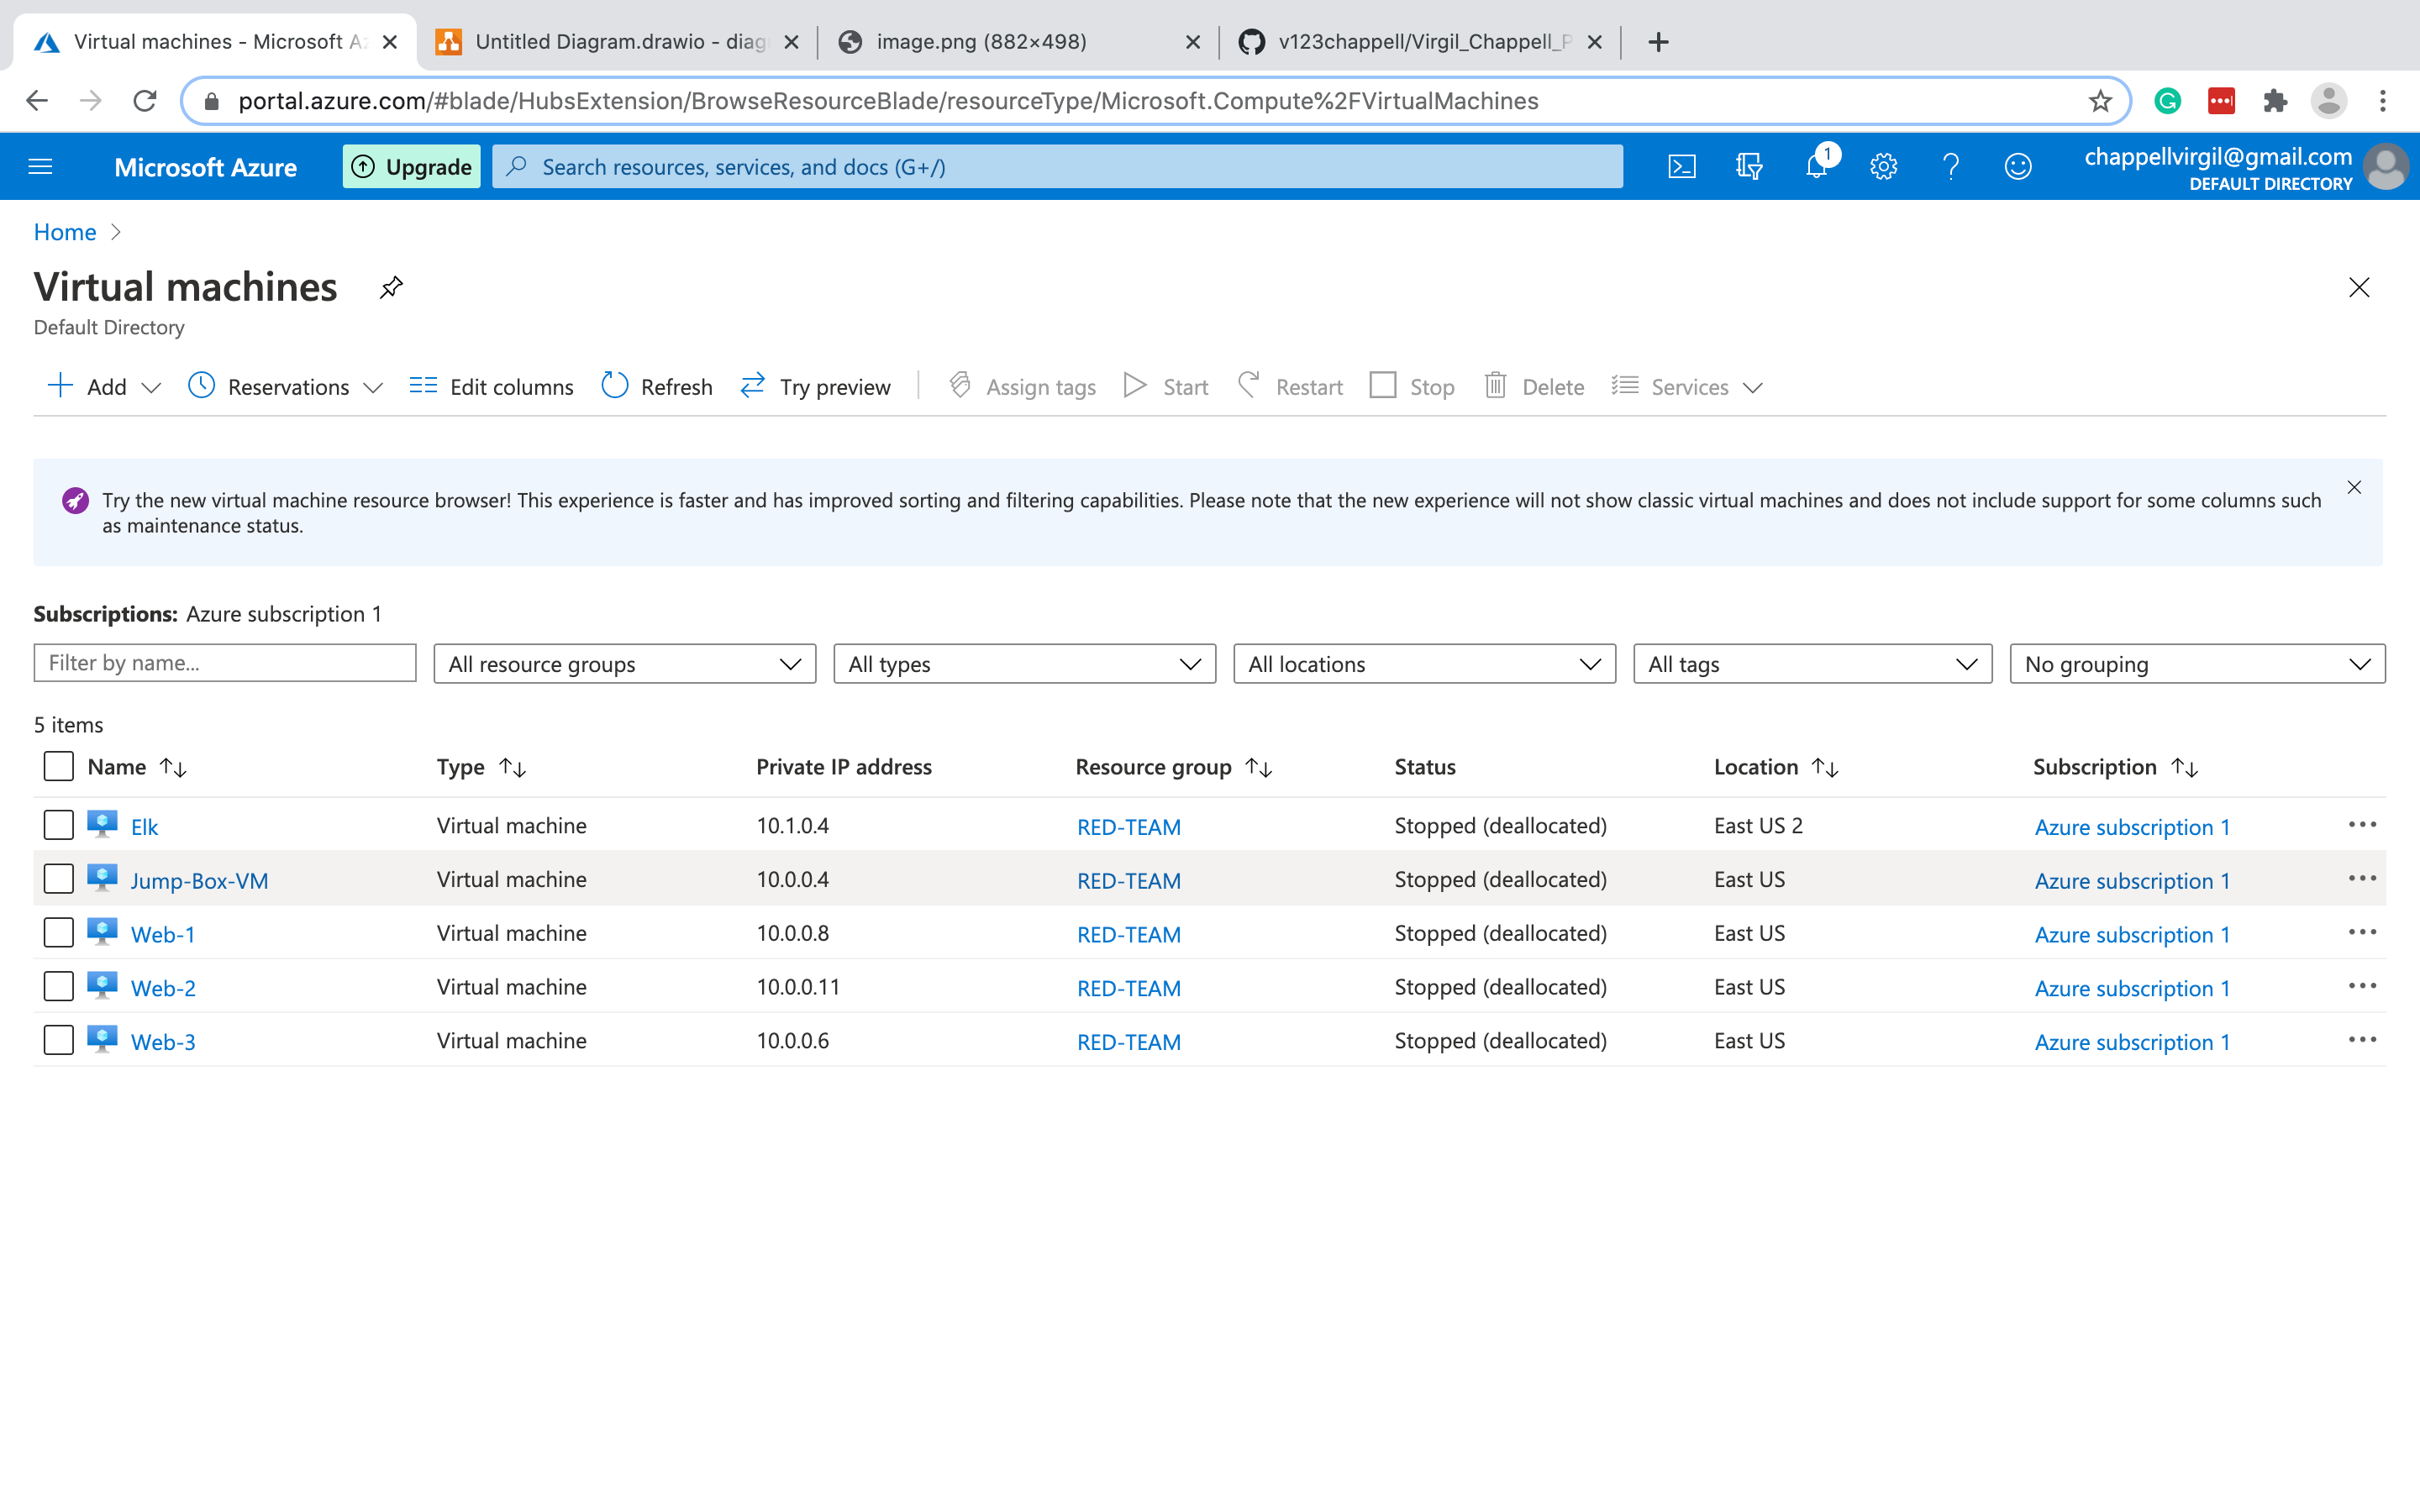 Virtual machines - Microsoft Az
Untitled Diagram.drawio - diag
image.png (882×498)
v123chappell/Virgil_Chappell_P
portal.azure.com/#blade/HubsExtension/BrowseResourceBlade/resourceType/Microsoft.Compute%2FVirtualMachines
Microsoft Azure
Upgrade
Search resources, services, and docs (G+/)
1
chappellvirgil@gmail.com
DEFAULT DIRECTORY
Home
Virtual machines
Default Directory
Add
Reservations
Edit columns
Refresh
Try preview
Assign tags
Start
Restart
Stop
Delete
Services
Try the new virtual machine resource browser! This experience is faster and has improved sorting and filtering capabilities. Please note that the new experience will not show classic virtual machines and does not include support for some columns such
as maintenance status.
Subscriptions: Azure subscription 1
Filter by name...
All resource groups
All types
All locations
All tags
No grouping
5 items
Name Type Private IP address Resource group Status Location Subscription
Elk Virtual machine 10.1.0.4 RED-TEAM Stopped (deallocated) East US 2 Azure subscription 1
Jump-Box-VM Virtual machine 10.0.0.4 RED-TEAM Stopped (deallocated) East US Azure subscription 1
Web-1 Virtual machine 10.0.0.8 RED-TEAM Stopped (deallocated) East US Azure subscription 1
Web-2 Virtual machine 10.0.0.11 RED-TEAM Stopped (deallocated) East US Azure subscription 1
Web-3 Virtual machine 10.0.0.6 RED-TEAM Stopped (deallocated) East US Azure subscription 1